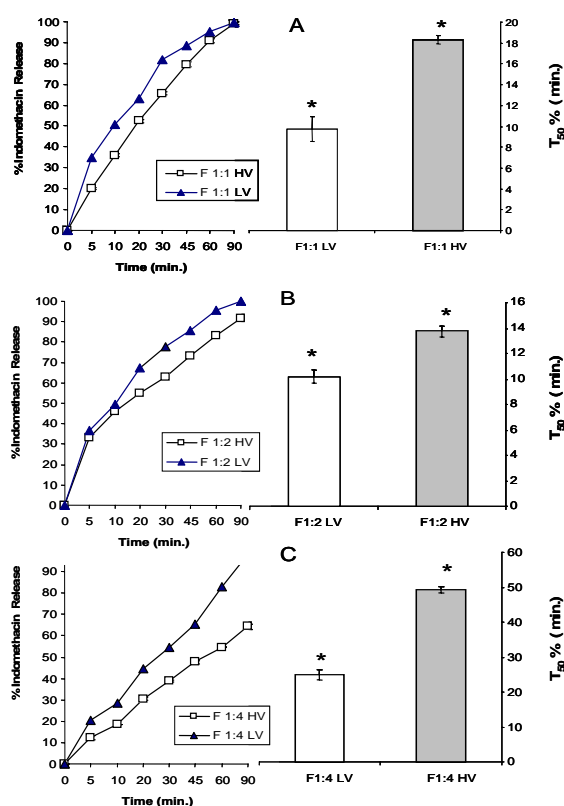 A
%Indomethacin Release
100
90
80
70
60
50
40
30
20
10
0
0 5 10 20 30 45 60 90
Time (min.)
F 1:1 HV
F 1:1 LV
*
*
20
18
16
14
12
10
8
6
4
2
0
T50 % ( min.)
F1:1 LV F1:1 HV
B
%Indomethacin Release
100
90
80
70
60
50
40
30
20
10
0
0 5 10 20 30 45 60 90
Time (min.)
F 1:2 HV
F 1:2 LV
*
*
16
14
12
10
8
6
4
2
0
T50 % ( min.)
F1:2 LV F1:2 HV
C
%Indomethacin Release
90
80
70
60
50
40
30
20
10
0
0 5 10 20 30 45 60 90
Time (min.)
F 1:4 HV
F 1:4 LV
*
*
60
50
40
30
20
10
0
T50 % ( min.)
F1:4 LV F1:4 HV